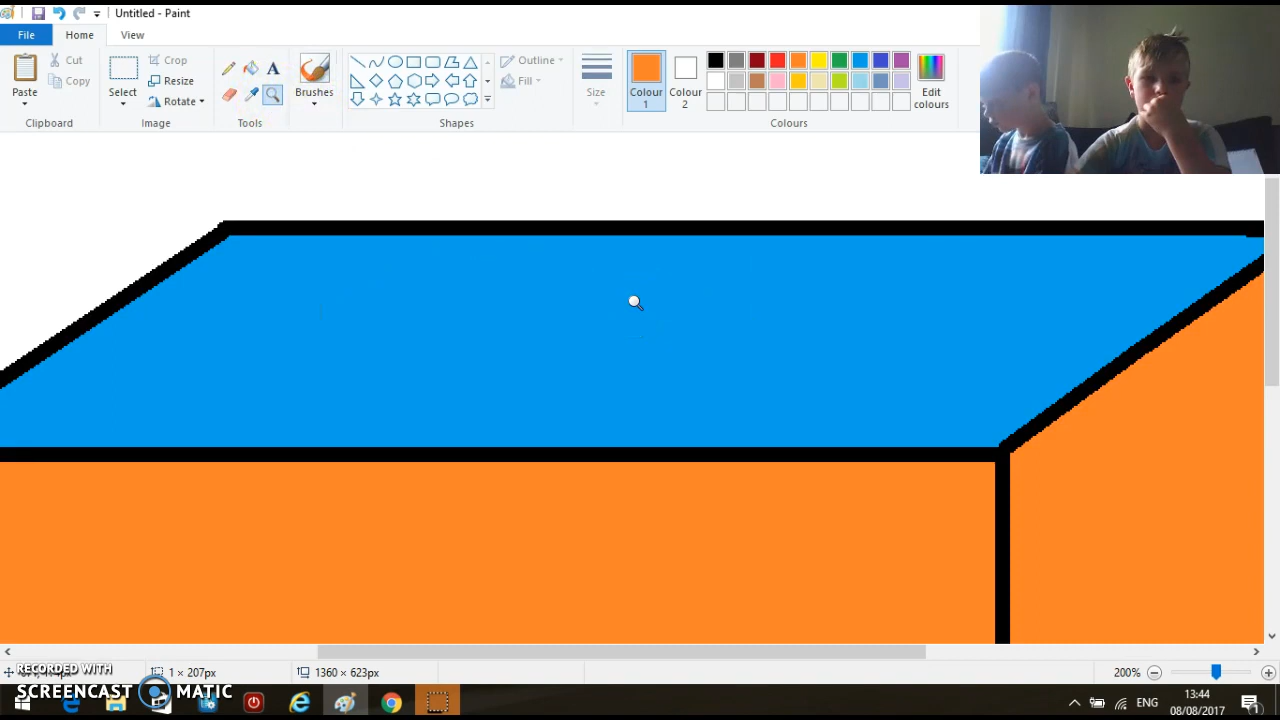 Untitled - Paint
File Home View
Paste
Cut
Copy
Clipboard
Select
Crop
Resize
Rotate
Image
A
Tools
Brushes
Shapes
Outline
Fill
Size
Colour 1
Colour 2
Edit colours
Colours
1 × 207px
1360 × 623px
200%
RECORDED WITH
SCREENCAST MATIC
ENG
13:44
08/08/2017